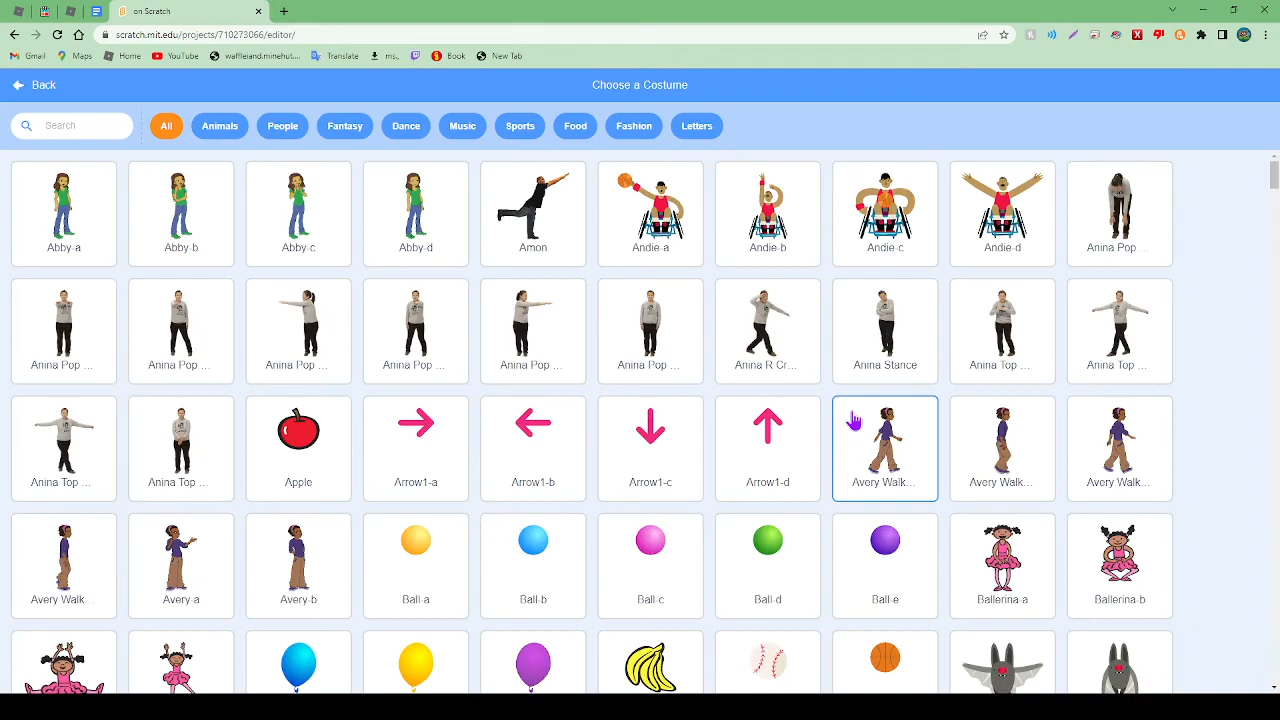 on Scratch
scratch.mit.edu/projects/710273066/editor/
Gmail Maps Home YouTube waffleiand.minehut.... Translate ms, Book New Tab
Back Choose a Costume
Search All Animals People Fantasy Dance Music Sports Food Fashion Letters
Abby-a Abby-b Abby-c Abby-d Amon Andie-a Andie-b Andie-c Andie-d Anina Pop ...
Anina Pop ... Anina Pop ... Anina Pop ... Anina Pop ... Anina Pop ... Anina Pop ... Anina R Cr... Anina Stance Anina Top ... Anina Top ...
Anina Top ... Anina Top ... Apple Arrow1-a Arrow1-b Arrow1-c Arrow1-d Avery Walk... Avery Walk... Avery Walk...
Avery Walk... Avery-a Avery-b Ball-a Ball-b Ball-c Ball-d Ball-e Ballerina-a Ballerina-b